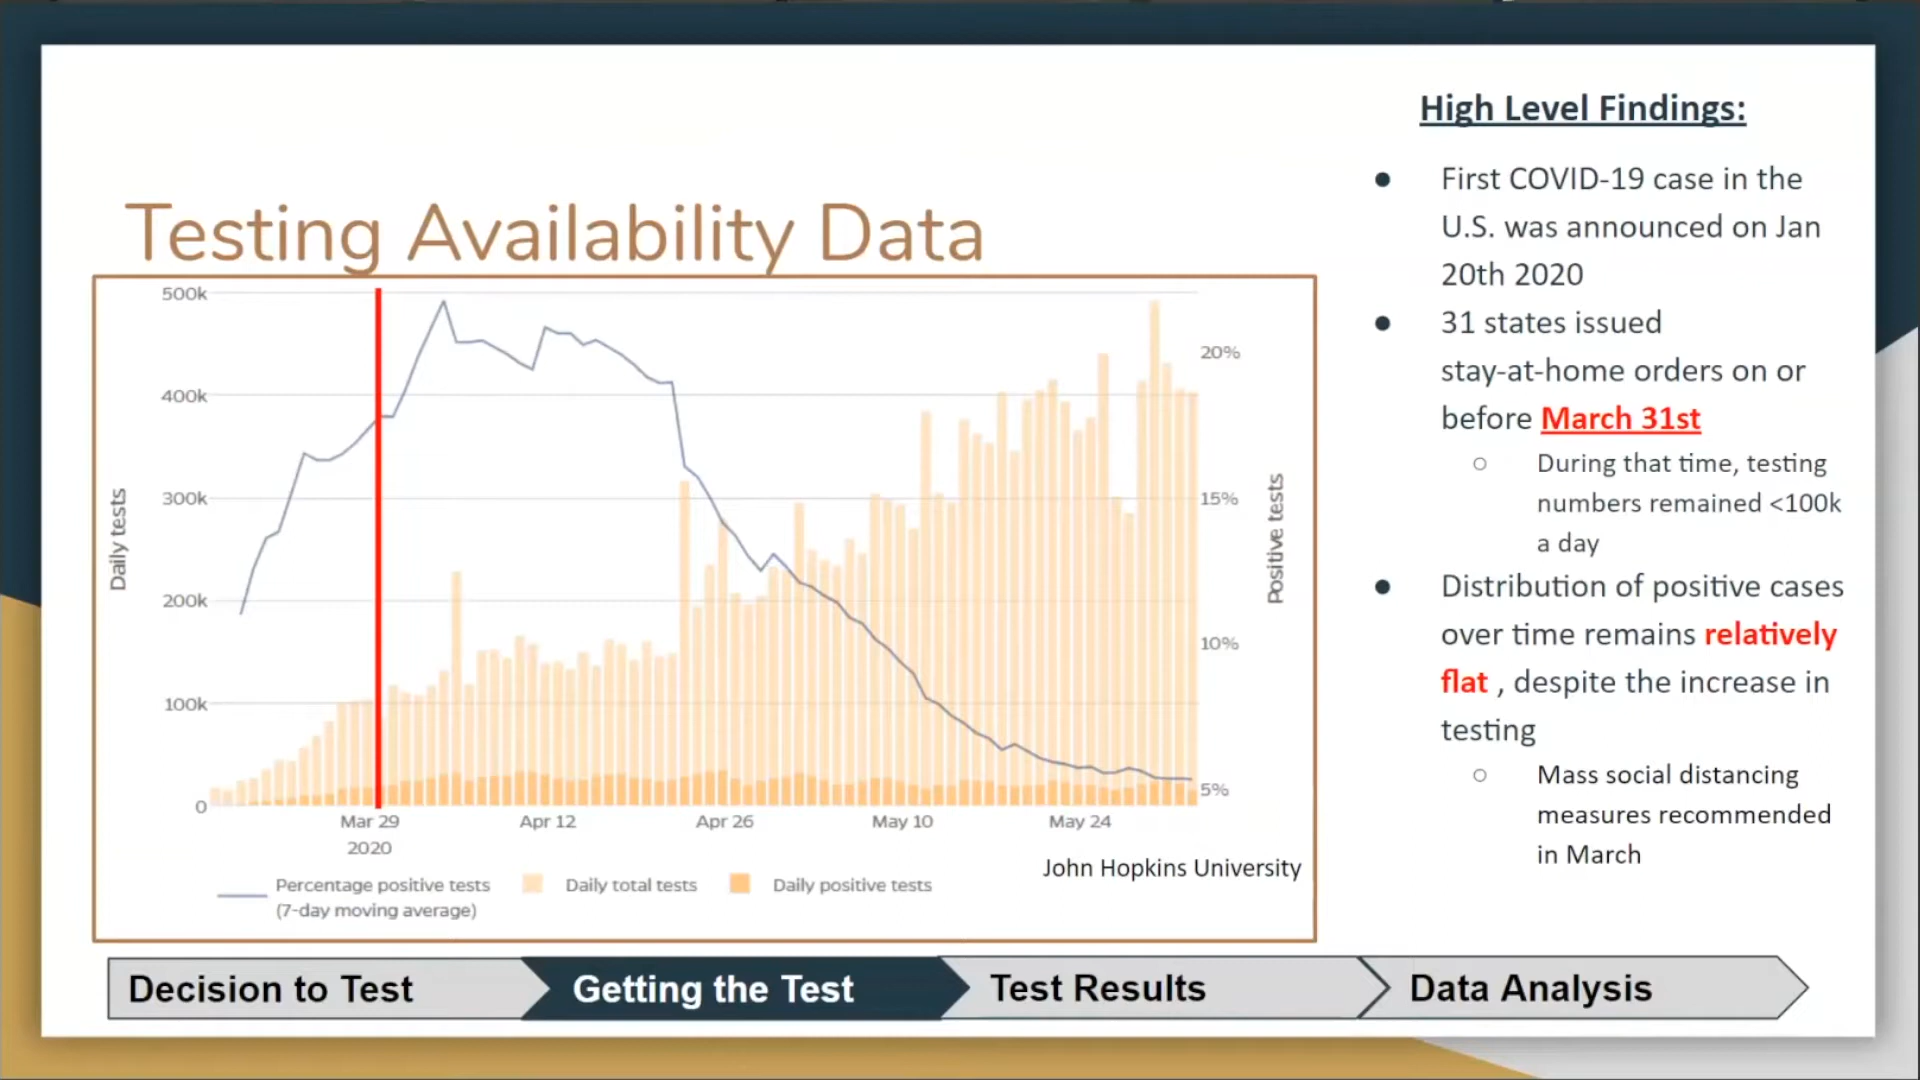 Testing Availability Data
500k
400k
300k
200k
100k
0
Daily tests
20%
15%
10%
5%
Positive tests
Mar 29
2020
Apr 12
Apr 26
May 10
May 24
John Hopkins University
Percentage positive tests
(7-day moving average)
Daily total tests
Daily positive tests
High Level Findings:
● First COVID-19 case in the
U.S. was announced on Jan
20th 2020
● 31 states issued
stay-at-home orders on or
before March 31st
○ During that time, testing
numbers remained <100k
a day
● Distribution of positive cases
over time remains relatively
flat , despite the increase in
testing
○ Mass social distancing
measures recommended
in March
Decision to Test
Getting the Test
Test Results
Data Analysis